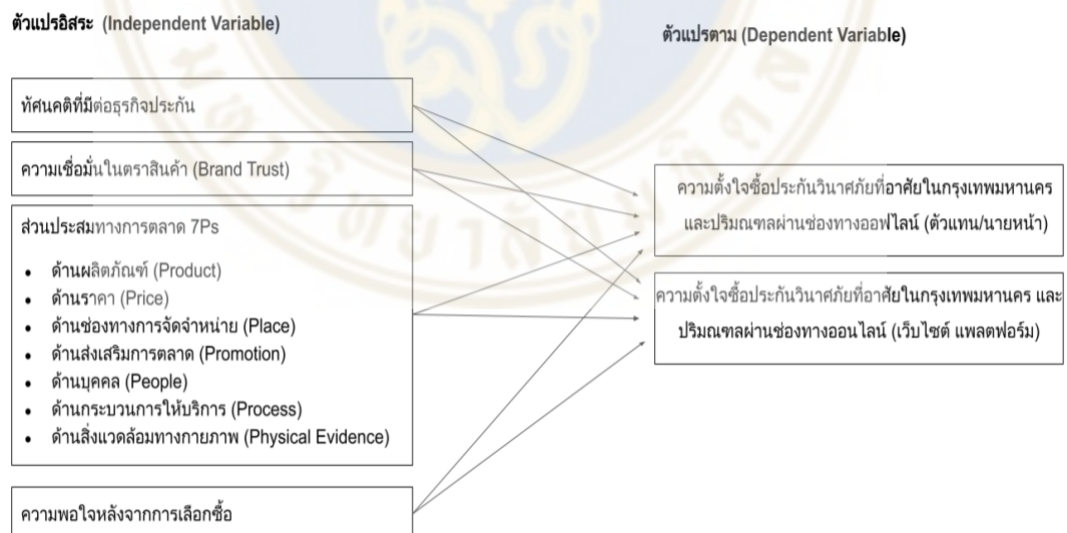 ตัวแปรอิสระ (Independent Variable)
ตัวแปรตาม (Dependent Variable)
ทัศนคติที่มีต่อธุรกิจประกัน
ความเชื่อมั่นในตราสินค้า (Brand Trust)
ส่วนประสมทางการตลาด 7Ps
• ด้านผลิตภัณฑ์ (Product)
• ด้านราคา (Price)
• ด้านช่องทางการจัดจำหน่าย (Place)
• ด้านส่งเสริมการตลาด (Promotion)
• ด้านบุคคล (People)
• ด้านกระบวนการให้บริการ (Process)
• ด้านสิ่งแวดล้อมทางกายภาพ (Physical Evidence)
ความพอใจหลังจากการเลือกซื้อ
ความตั้งใจซื้อประกันวินาศภัยที่อาศัยในกรุงเทพมหานคร
และปริมณฑลผ่านช่องทางออฟไลน์ (ตัวแทน/นายหน้า)
ความตั้งใจซื้อประกันวินาศภัยที่อาศัยในกรุงเทพมหานคร และ
ปริมณฑลผ่านช่องทางออนไลน์ (เว็บไซต์ แพลตฟอร์ม)